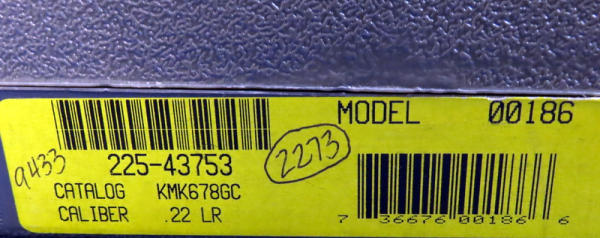 MODEL 00186
225-43753
9433
2273
CATALOG KMK678GC
CALIBER .22 LR
7 36676 00186 6